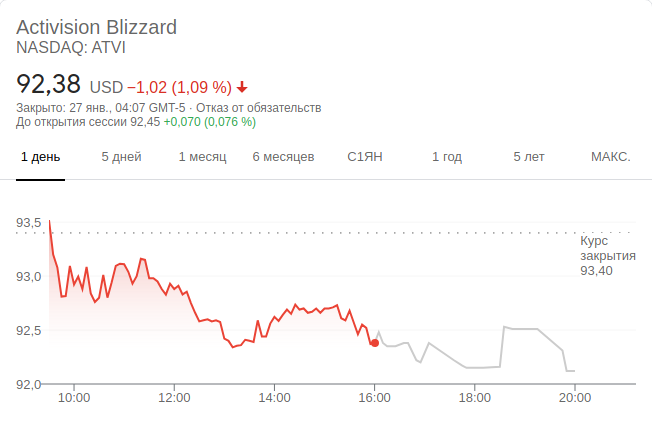 Activision Blizzard
NASDAQ: ATVI
92,38 USD −1,02 (1,09 %)
Закрыто: 27 янв., 04:07 GMT-5 · Отказ от обязательств
До открытия сессии 92,45 +0,070 (0,076 %)
1 день 5 дней 1 месяц 6 месяцев С1ЯН 1 год 5 лет МАКС.
93,5
Курс
закрытия
93,40
93,0
92,5
92,0
10:00 12:00 14:00 16:00 18:00 20:00